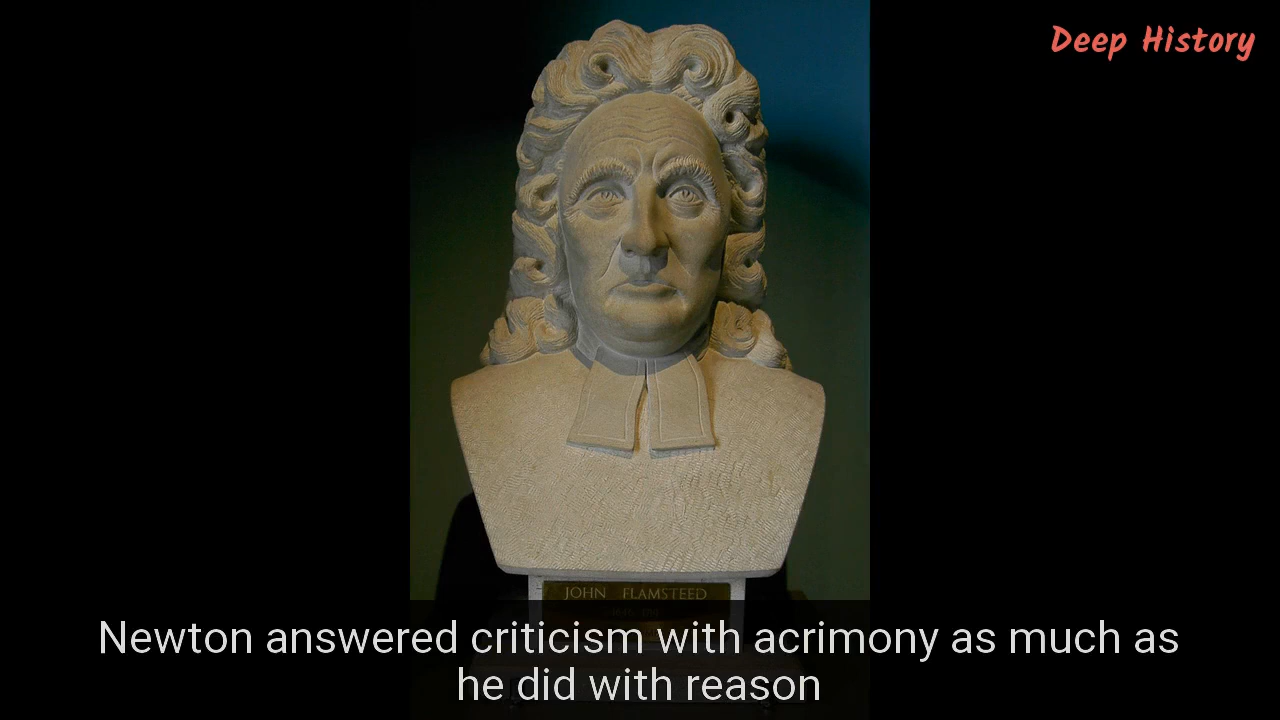 Deep History
JOHN FLAMSTEED
Newton answered criticism with acrimony as much as
he did with reason